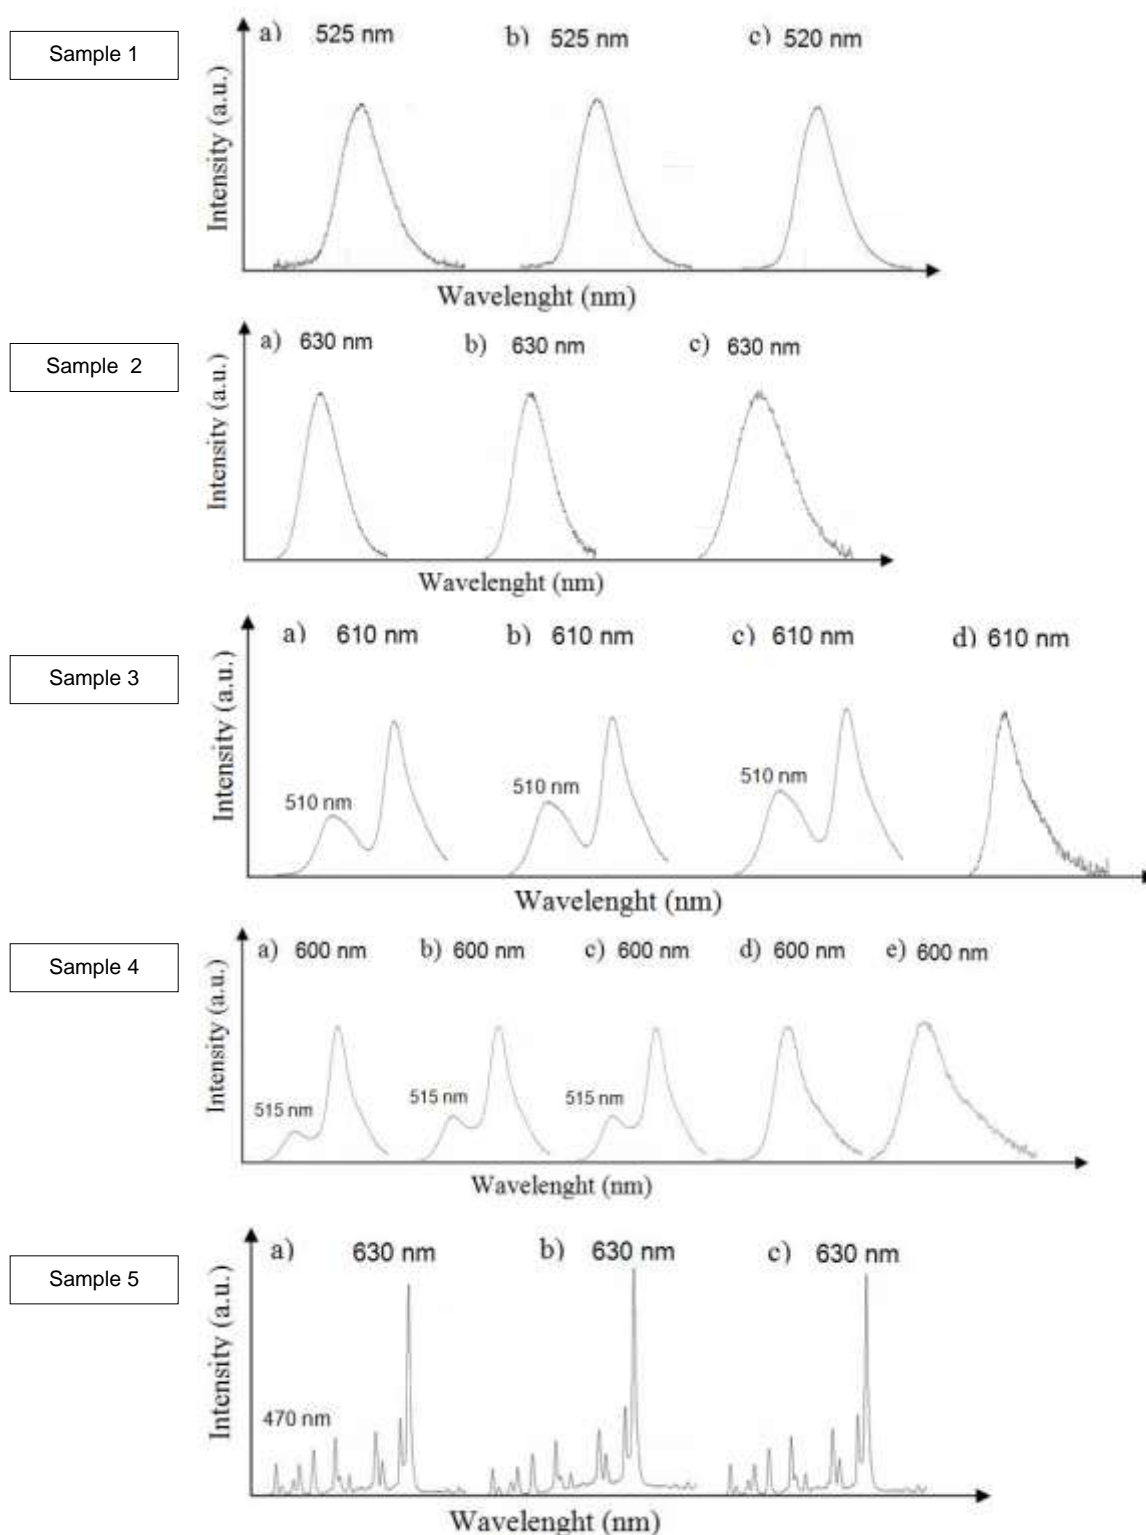 Sample 1
Intensity (a.u.)
a) 525 nm
b) 525 nm
c) 520 nm
Wavelenght (nm)
Sample 2
Intensity (a.u.)
a) 630 nm
b) 630 nm
c) 630 nm
Wavelenght (nm)
Sample 3
Intensity (a.u.)
a) 610 nm
b) 610 nm
c) 610 nm
d) 610 nm
510 nm
510 nm
510 nm
Wavelenght (nm)
Sample 4
Intensity (a.u.)
a) 600 nm
b) 600 nm
c) 600 nm
d) 600 nm
e) 600 nm
515 nm
515 nm
515 nm
Wavelenght (nm)
Sample 5
Intensity (a.u.)
a) 630 nm
b) 630 nm
c) 630 nm
470 nm
Wavelenght (nm)